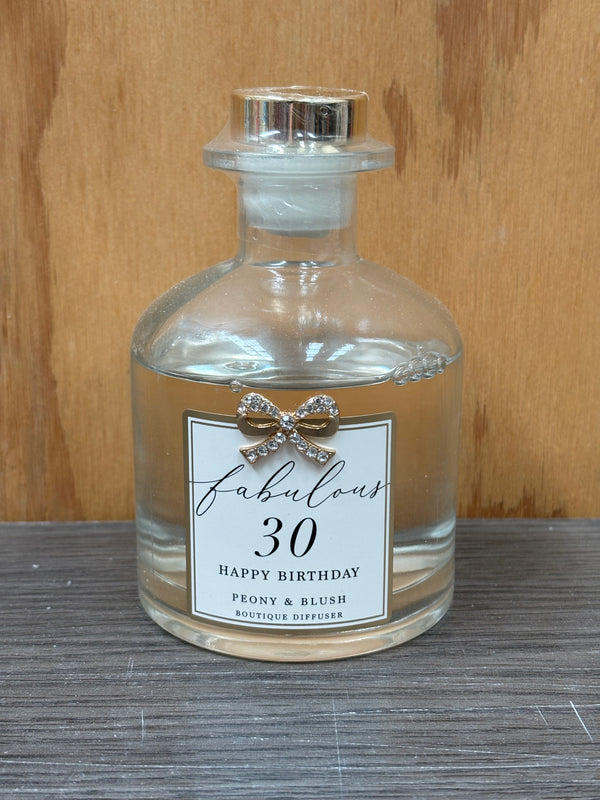 fabulous
30
HAPPY BIRTHDAY
PEONY & BLUSH
BOUTIQUE DIFFUSER